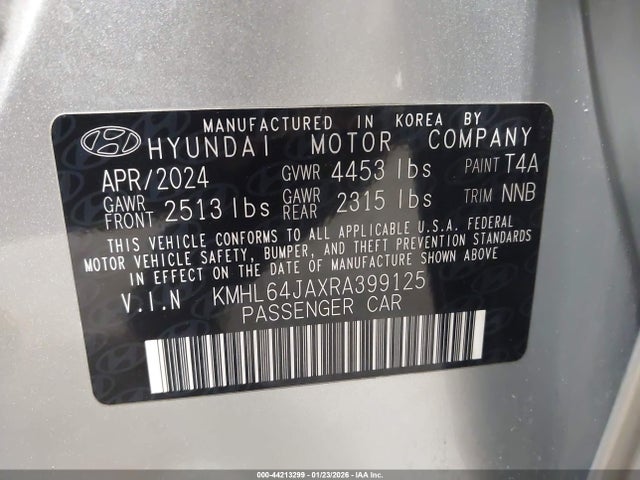 MANUFACTURED IN KOREA BY
HYUNDAI MOTOR COMPANY
APR/2024 GVWR 4453 lbs PAINT T4A
GAWR FRONT 2513 lbs GAWR REAR 2315 lbs TRIM NNB
THIS VEHICLE CONFORMS TO ALL APPLICABLE U.S.A. FEDERAL
MOTOR VEHICLE SAFETY, BUMPER, AND THEFT PREVENTION STANDARDS
IN EFFECT ON THE DATE OF MANUFACTURE SHOWN ABOVE.
V.I.N KMHL64JAXRA399125
PASSENGER CAR
000-44213299 - 01/23/2026 - IAAI.CA